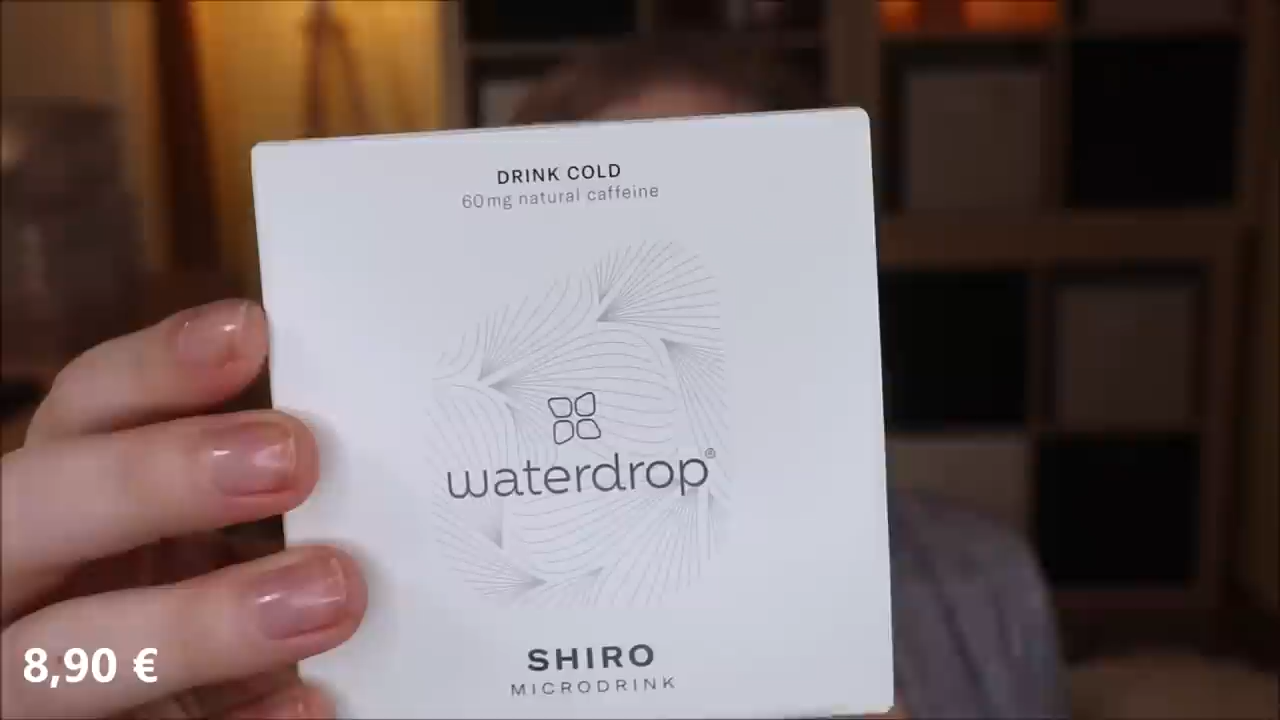 DRINK COLD
60mg natural caffeine
waterdrop®
SHIRO
MICRODRINK
8,90 €